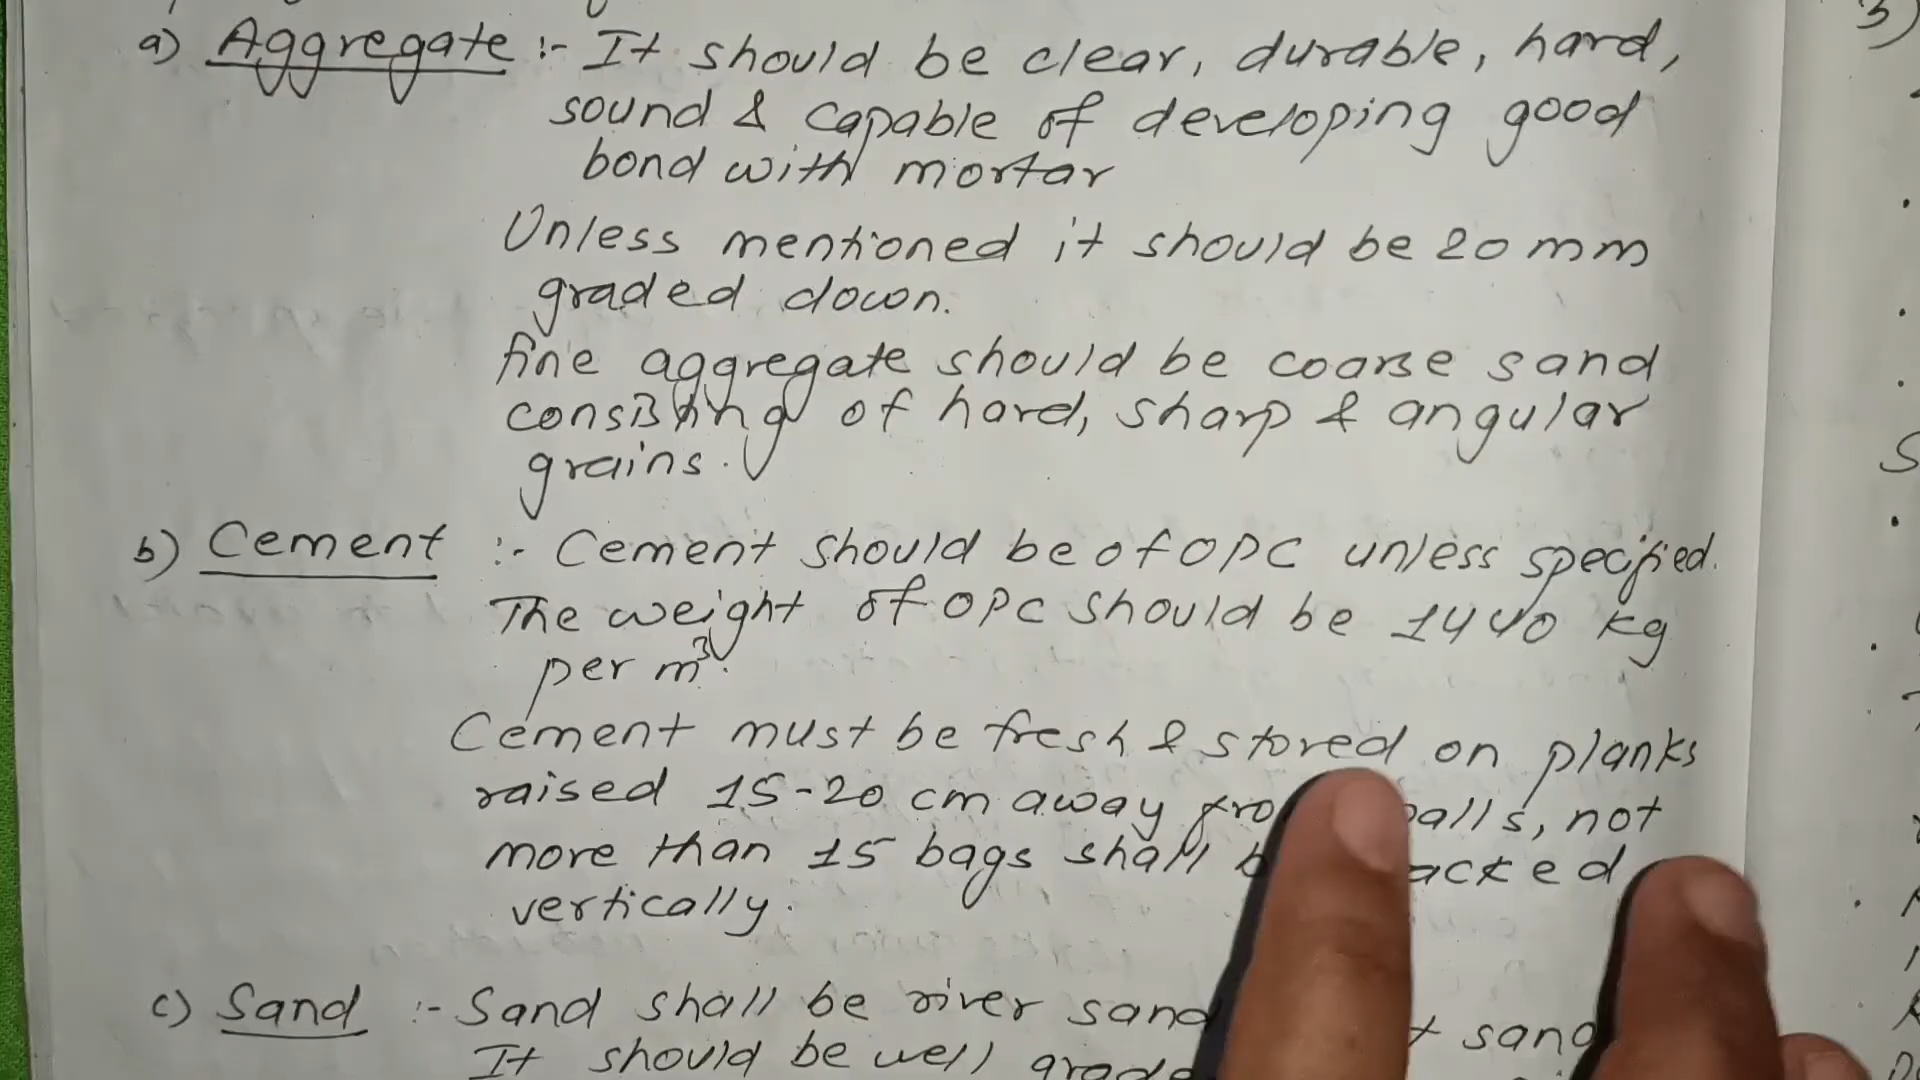 a) Aggregate :- It should be clear, durable, hard,
sound & capable of developing good
bond with mortar
Unless mentioned it should be 20 mm
graded down.
fine aggregate should be coarse sand
consisting of hard, sharp & angular
grains.
b) Cement :- Cement should be of OPC unless specified.
The weight of OPC should be 1440 kg
per m³.
Cement must be fresh & stored on planks
raised 15-20 cm away
not
more than 15 bags shall
vertically.
c) Sand :- Sand shall be river sand
It should be well
3)